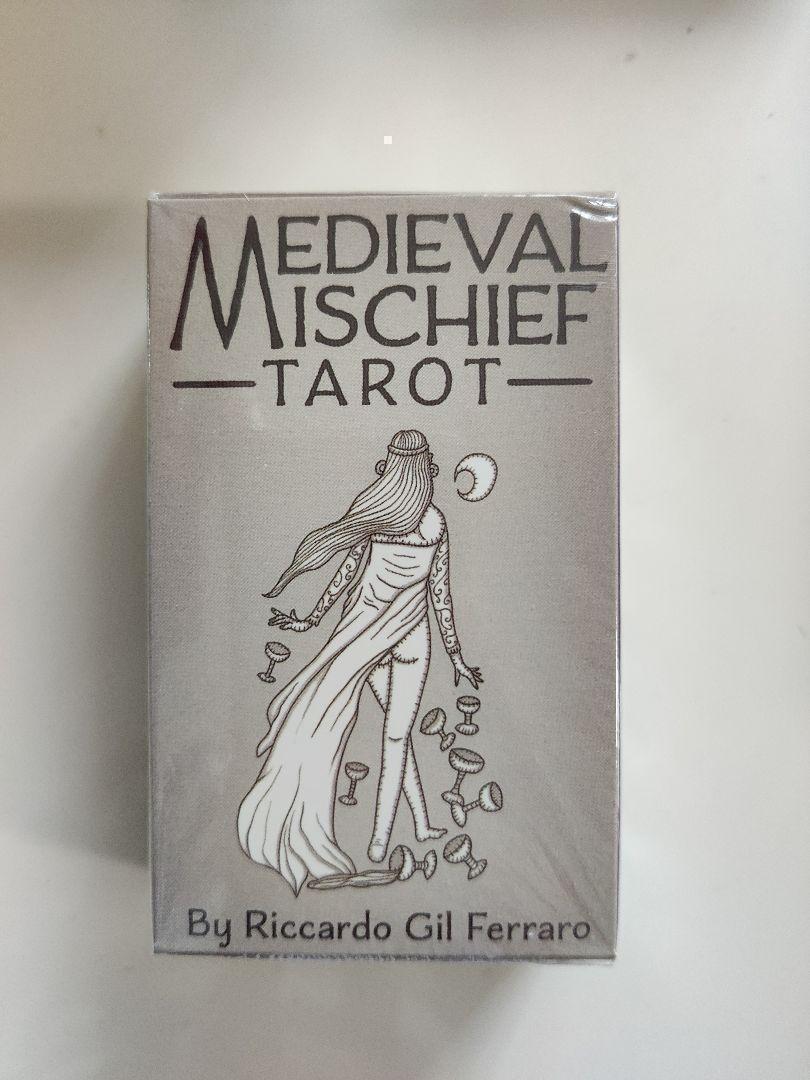 MEDIEVAL
MISCHIEF
TAROT
By Riccardo Gil Ferraro